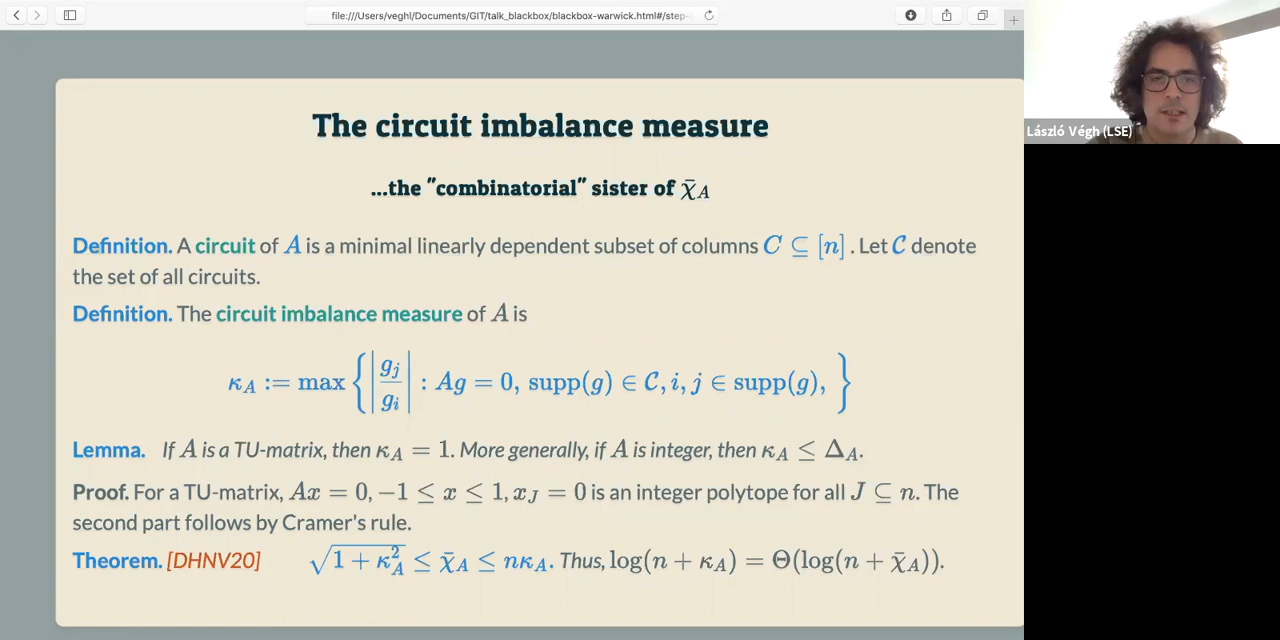 file:///Users/veghl/Documents/GIT/talk_blackbox/blackbox-warwick.html#/step-
László Végh (LSE)
The circuit imbalance measure
..the "combinatorial" sister of χ̄_A
Definition. A circuit of A is a minimal linearly dependent subset of columns C ⊆ [n]. Let 𝒞 denote
the set of all circuits.
Definition. The circuit imbalance measure of A is
κ_A := max { |g_j / g_i| : Ag = 0, supp(g) ∈ 𝒞, i, j ∈ supp(g), }
Lemma. If A is a TU-matrix, then κ_A = 1. More generally, if A is integer, then κ_A ≤ Δ_A.
Proof. For a TU-matrix, Ax = 0, −1 ≤ x ≤ 1, x_J = 0 is an integer polytope for all J ⊆ n. The
second part follows by Cramer's rule.
Theorem. [DHNV20] √(1 + κ_A²) ≤ χ̄_A ≤ nκ_A. Thus, log(n + κ_A) = Θ(log(n + χ̄_A)).